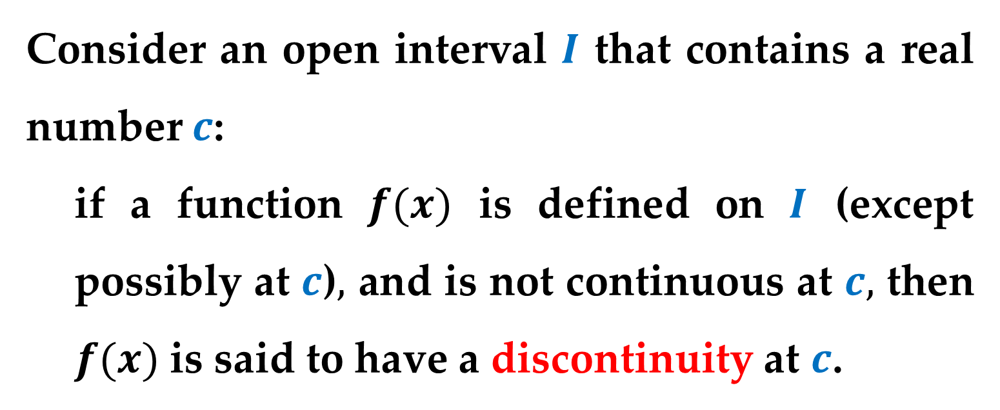 Consider an open interval I that contains a real
number c:
if a function f(x) is defined on I (except
possibly at c), and is not continuous at c, then
f(x) is said to have a discontinuity at c.